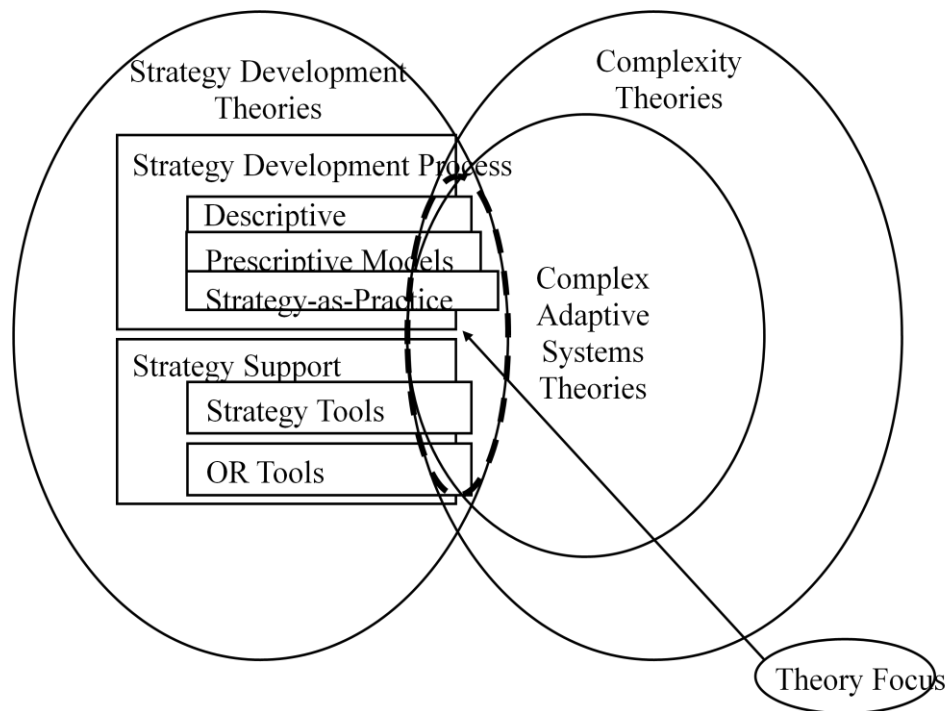 Strategy Development
Theories
Complexity
Theories
Strategy Development Process
Descriptive
Prescriptive Models
Strategy-as-Practice
Complex
Adaptive
Systems
Theories
Strategy Support
Strategy Tools
OR Tools
Theory Focus